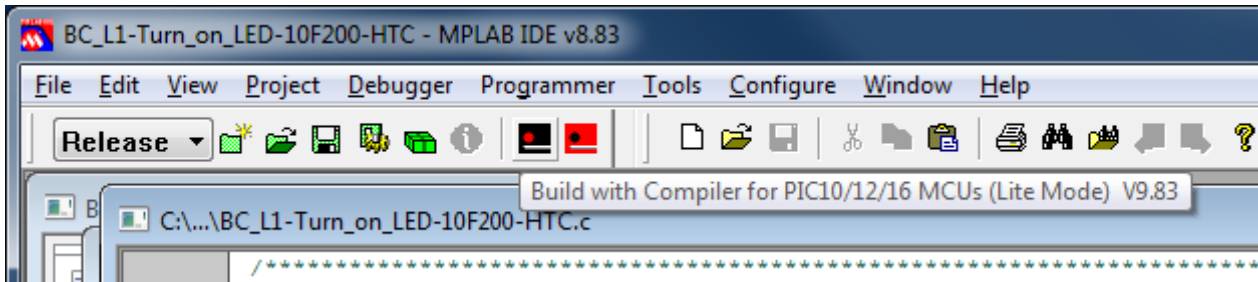 BC_L1-Turn_on_LED-10F200-HTC - MPLAB IDE v8.83
File Edit View Project Debugger Programmer Tools Configure Window Help
Release
Build with Compiler for PIC10/12/16 MCUs (Lite Mode) V9.83
B
C:\...\BC_L1-Turn_on_LED-10F200-HTC.c